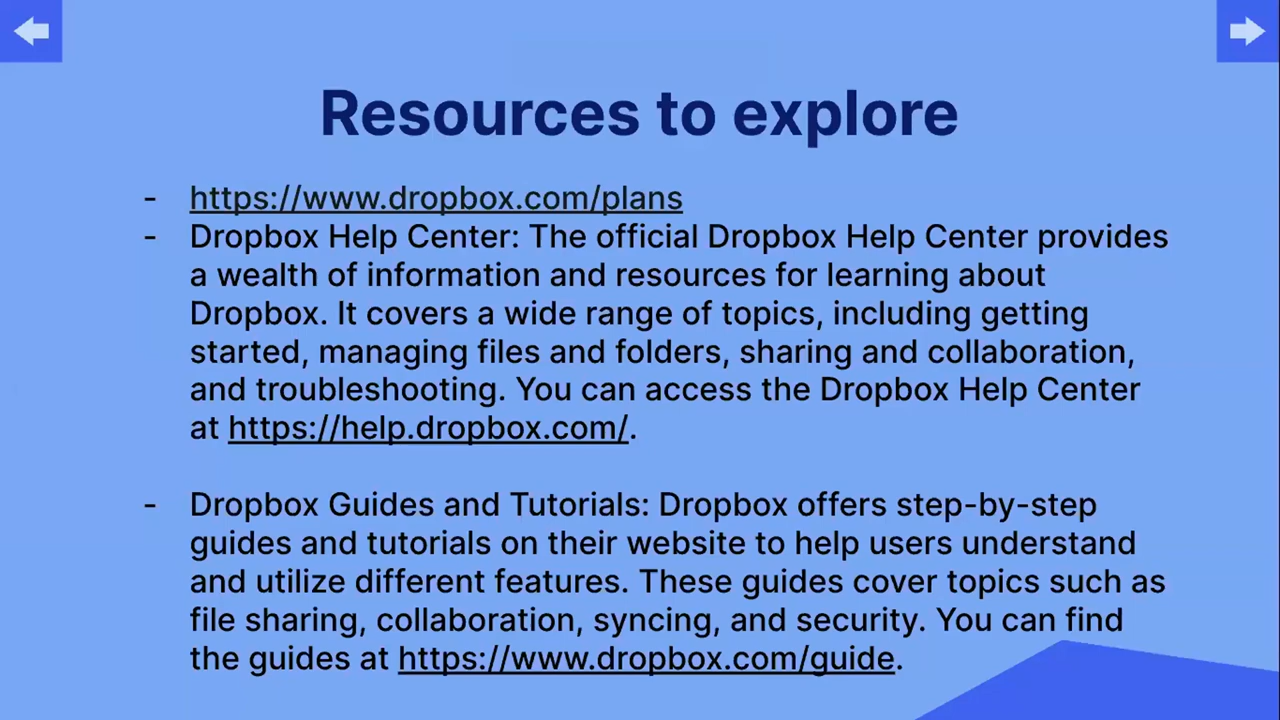 Resources to explore
- https://www.dropbox.com/plans
- Dropbox Help Center: The official Dropbox Help Center provides
a wealth of information and resources for learning about
Dropbox. It covers a wide range of topics, including getting
started, managing files and folders, sharing and collaboration,
and troubleshooting. You can access the Dropbox Help Center
at https://help.dropbox.com/.
- Dropbox Guides and Tutorials: Dropbox offers step-by-step
guides and tutorials on their website to help users understand
and utilize different features. These guides cover topics such as
file sharing, collaboration, syncing, and security. You can find
the guides at https://www.dropbox.com/guide.